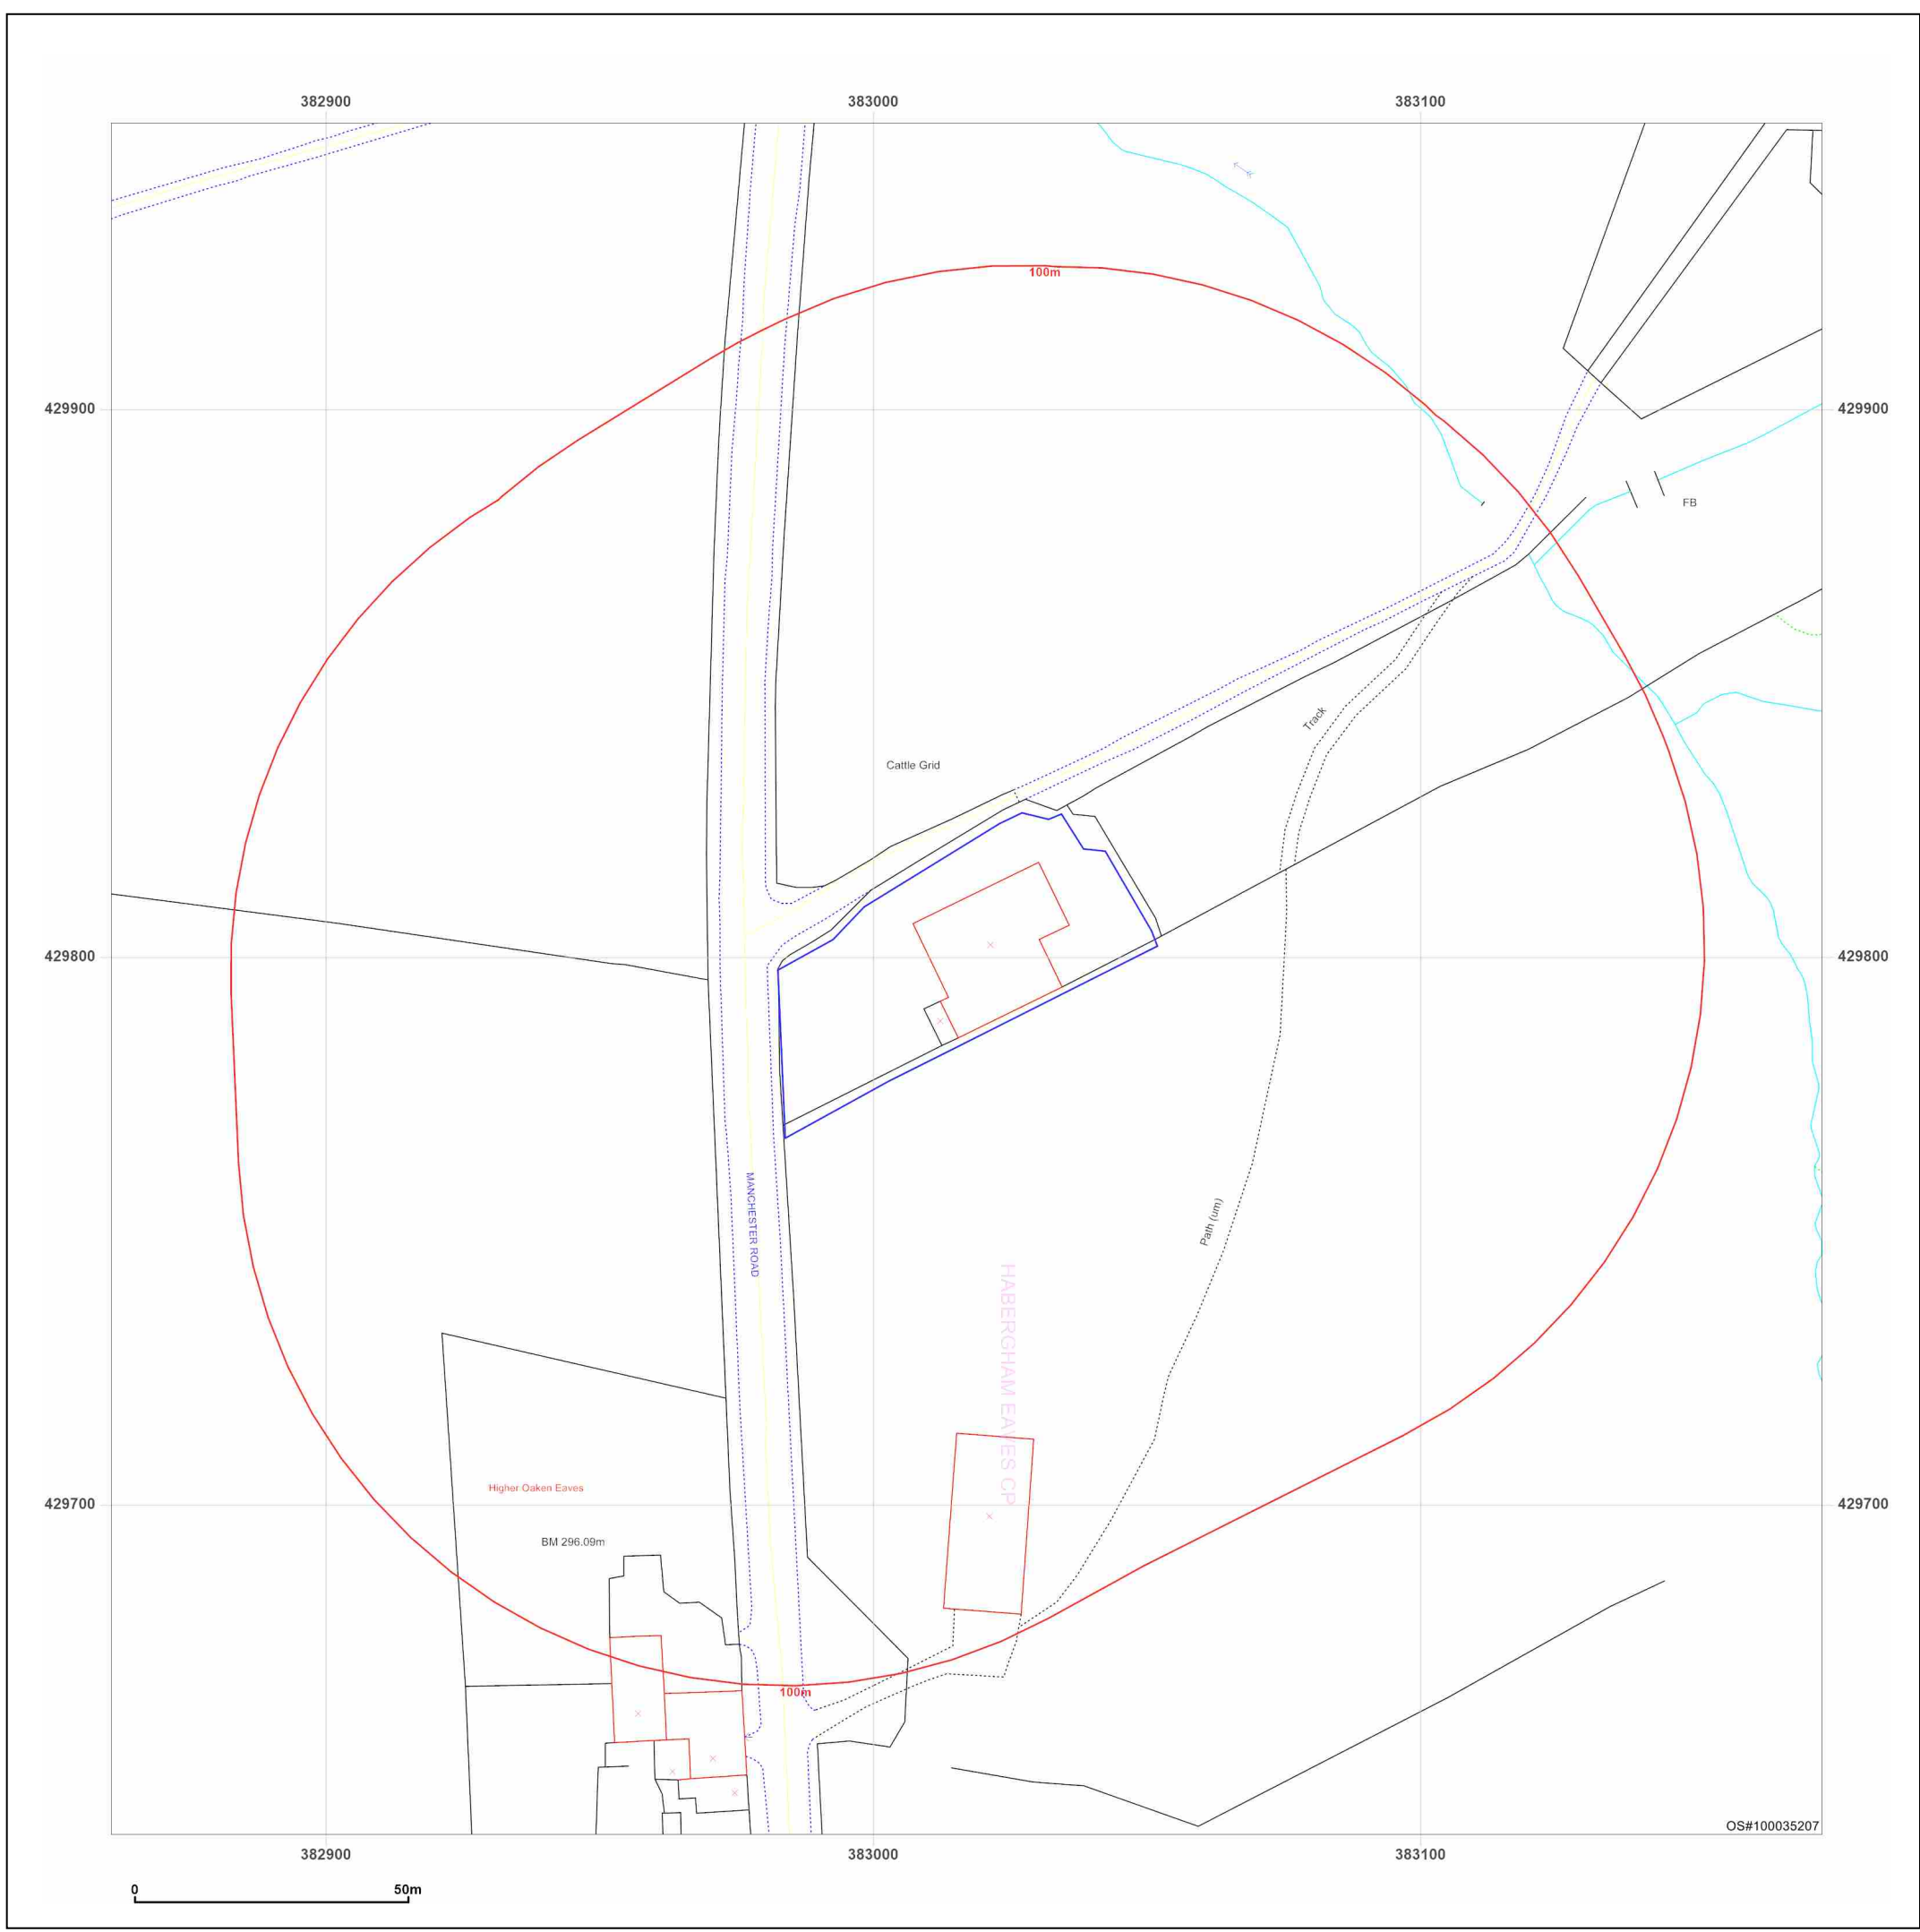 382900
383000
383100
100m
429900
429900
FB
Track
Cattle Grid
429800
429800
MANCHESTER ROAD
Path (um)
HABERGHAM EAVES CP
Higher Oaken Eaves
429700
429700
BM 296.09m
100m
OS#100035207
382900
383000
383100
0
50m